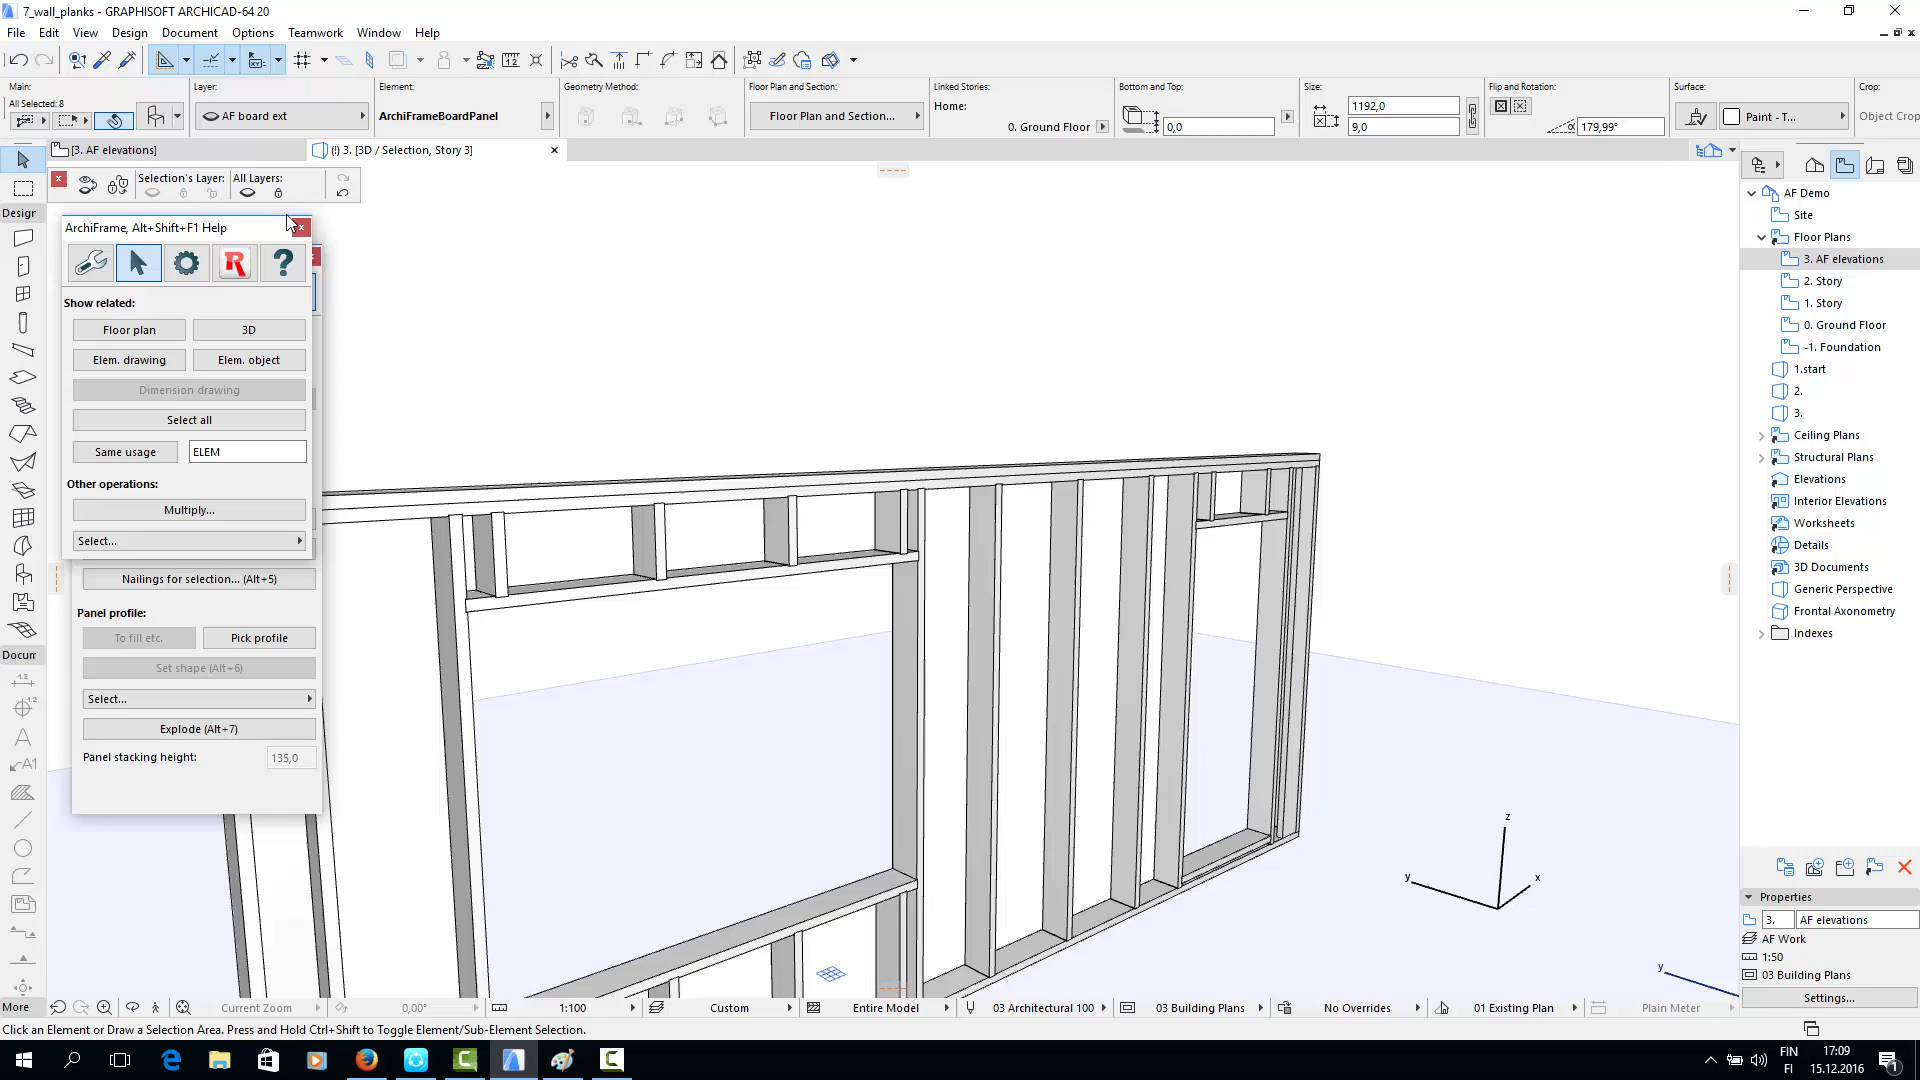 7_wall_planks - GRAPHISOFT ARCHICAD-64 20
File Edit View Design Document Options Teamwork Window Help
Main: Layer: Element: Geometry Method: Floor Plan and Section: Linked Stories: Bottom and Top: Size: Flip and Rotation: Surface: Crop:
All Selected: 8
AF board ext
ArchiFrameBoardPanel
Floor Plan and Section...
Home:
0. Ground Floor
0,0
1192,0
9,0
179,99°
Paint - T...
Object Crop
[3. AF elevations]
(!) 3. [3D / Selection, Story 3]
Selection's Layer: All Layers:
Design
ArchiFrame, Alt+Shift+F1 Help
Show related:
Floor plan 3D
Elem. drawing Elem. object
Dimension drawing
Select all
Same usage ELEM
Other operations:
Multiply...
Select...
Nailings for selection... (Alt+5)
Panel profile:
To fill etc. Pick profile
Set shape (Alt+6)
Select...
Explode (Alt+7)
Panel stacking height: 135,0
Docum
More
z
y
x
y
AF Demo
Site
Floor Plans
3. AF elevations
2. Story
1. Story
0. Ground Floor
-1. Foundation
1.start
2.
3.
Ceiling Plans
Structural Plans
Elevations
Interior Elevations
Worksheets
Details
3D Documents
Generic Perspective
Frontal Axonometry
Indexes
Properties
3. AF elevations
AF Work
1:50
03 Building Plans
Settings...
Current Zoom 0,00° 1:100 Custom Entire Model 03 Architectural 100 03 Building Plans No Overrides 01 Existing Plan Plain Meter
Click an Element or Draw a Selection Area. Press and Hold Ctrl+Shift to Toggle Element/Sub-Element Selection.
FIN
FI
17:09
15.12.2016
1